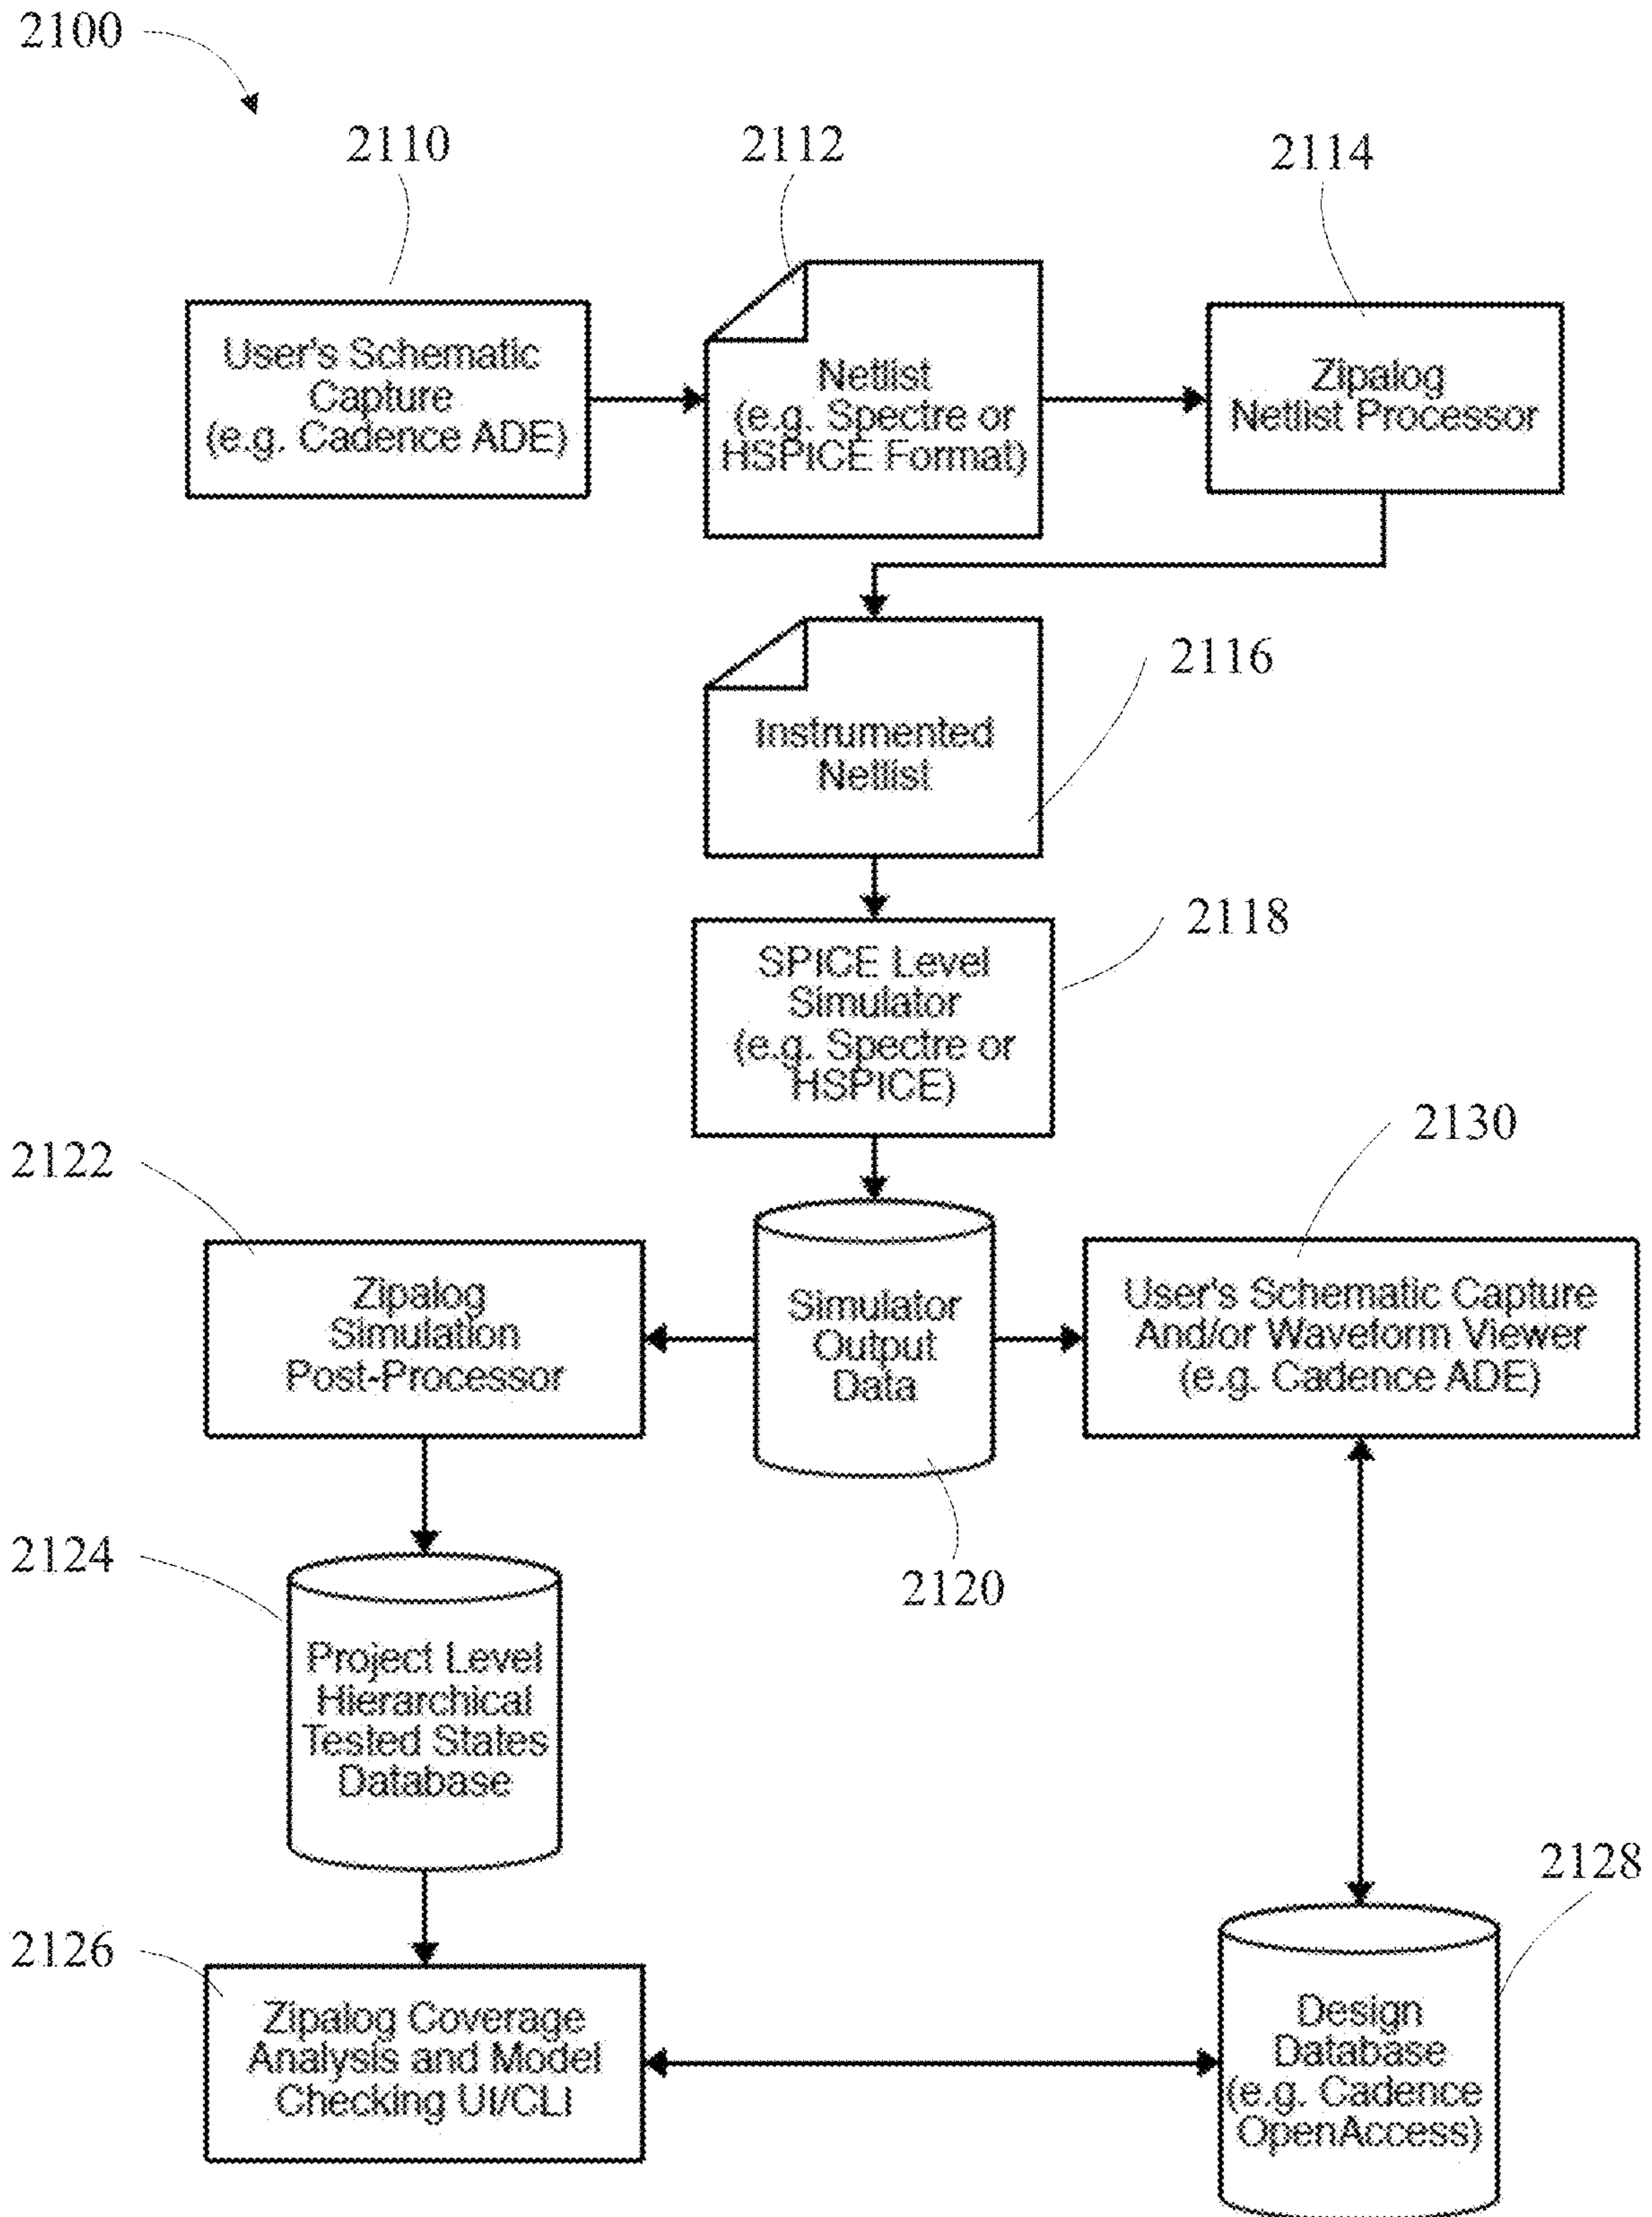 2100
2110
2112
2114
User's Schematic
Capture
(e.g. Cadence ADE)
Netlist
(e.g. Spectre or
HSPICE Format)
Zipalog
Netlist Processor
2116
Instrumented
Netlist
2118
SPICE Level
Simulator
(e.g. Spectre or
HSPICE)
2122
2130
Zipalog
Simulation
Post-Processor
Simulator
Output
Data
User's Schematic Capture
And/or Waveform Viewer
(e.g. Cadence ADE)
2124
2120
Project Level
Hierarchical
Tested States
Database
2128
2126
Zipalog Coverage
Analysis and Model
Checking UI/CLI
Design
Database
(e.g. Cadence
OpenAccess)